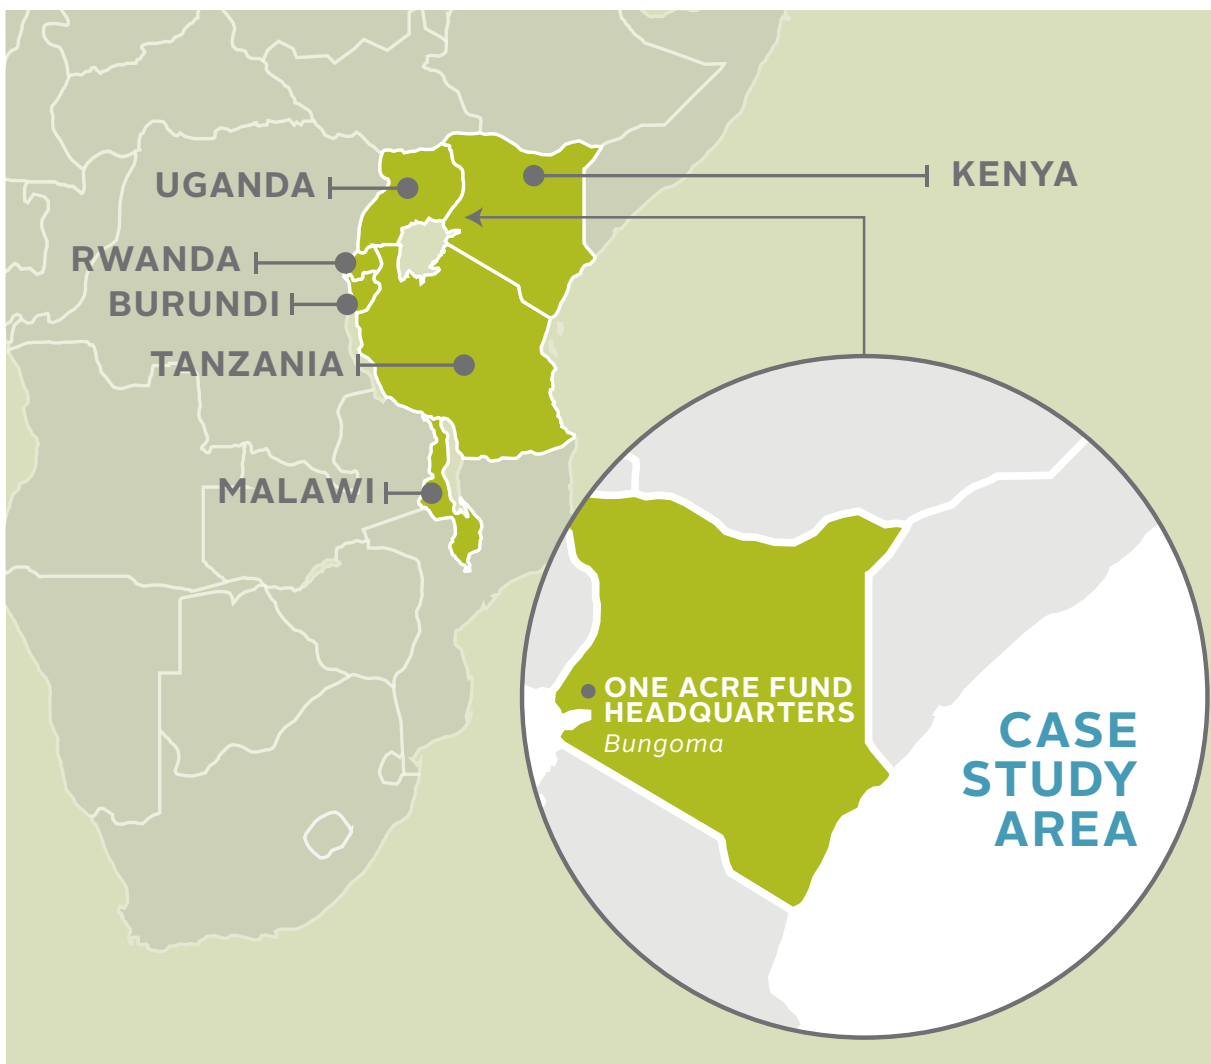 UGANDA
KENYA
RWANDA
BURUNDI
TANZANIA
MALAWI
ONE ACRE FUND
HEADQUARTERS
Bungoma
CASE
STUDY
AREA